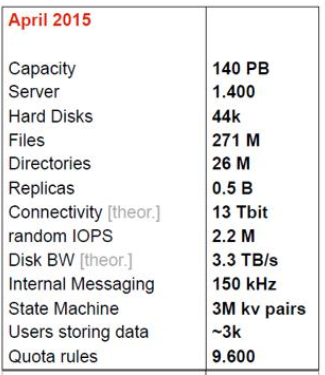 April 2015
Capacity 140 PB
Server 1.400
Hard Disks 44k
Files 271 M
Directories 26 M
Replicas 0.5 B
Connectivity [theor.] 13 Tbit
random IOPS 2.2 M
Disk BW [theor.] 3.3 TB/s
Internal Messaging 150 kHz
State Machine 3M kv pairs
Users storing data ~3k
Quota rules 9.600